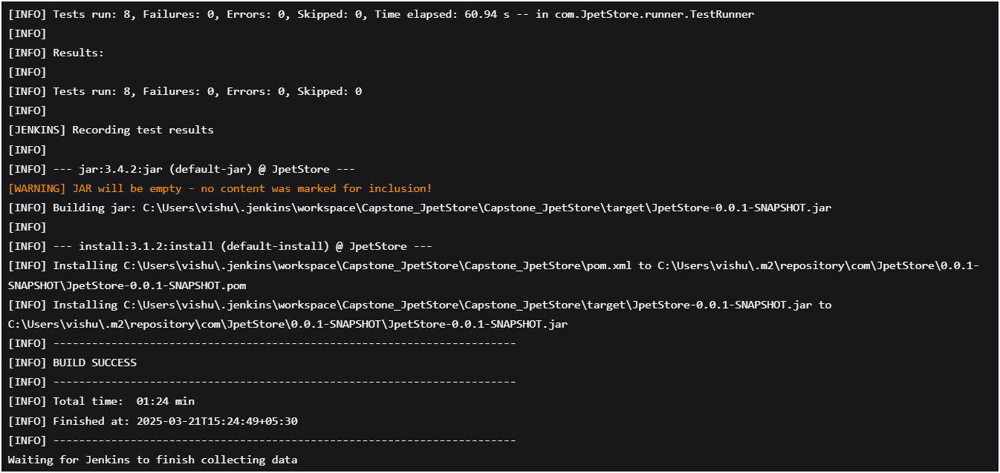 [INFO] Tests run: 8, Failures: 0, Errors: 0, Skipped: 0, Time elapsed: 60.94 s -- in com.JpetStore.runner.TestRunner
[INFO]
[INFO] Results:
[INFO]
[INFO] Tests run: 8, Failures: 0, Errors: 0, Skipped: 0
[INFO]
[JENKINS] Recording test results
[INFO]
[INFO] --- jar:3.4.2:jar (default-jar) @ JpetStore ---
[WARNING] JAR will be empty - no content was marked for inclusion!
[INFO] Building jar: C:\Users\vishu\.jenkins\workspace\Capstone_JpetStore\Capstone_JpetStore\target\JpetStore-0.0.1-SNAPSHOT.jar
[INFO]
[INFO] --- install:3.1.2:install (default-install) @ JpetStore ---
[INFO] Installing C:\Users\vishu\.jenkins\workspace\Capstone_JpetStore\Capstone_JpetStore\pom.xml to C:\Users\vishu\.m2\repository\com\JpetStore\0.0.1-
SNAPSHOT\JpetStore-0.0.1-SNAPSHOT.pom
[INFO] Installing C:\Users\vishu\.jenkins\workspace\Capstone_JpetStore\Capstone_JpetStore\target\JpetStore-0.0.1-SNAPSHOT.jar to
C:\Users\vishu\.m2\repository\com\JpetStore\0.0.1-SNAPSHOT\JpetStore-0.0.1-SNAPSHOT.jar
[INFO] ------------------------------------------------------------------------
[INFO] BUILD SUCCESS
[INFO] ------------------------------------------------------------------------
[INFO] Total time:  01:24 min
[INFO] Finished at: 2025-03-21T15:24:49+05:30
[INFO] ------------------------------------------------------------------------
Waiting for Jenkins to finish collecting data